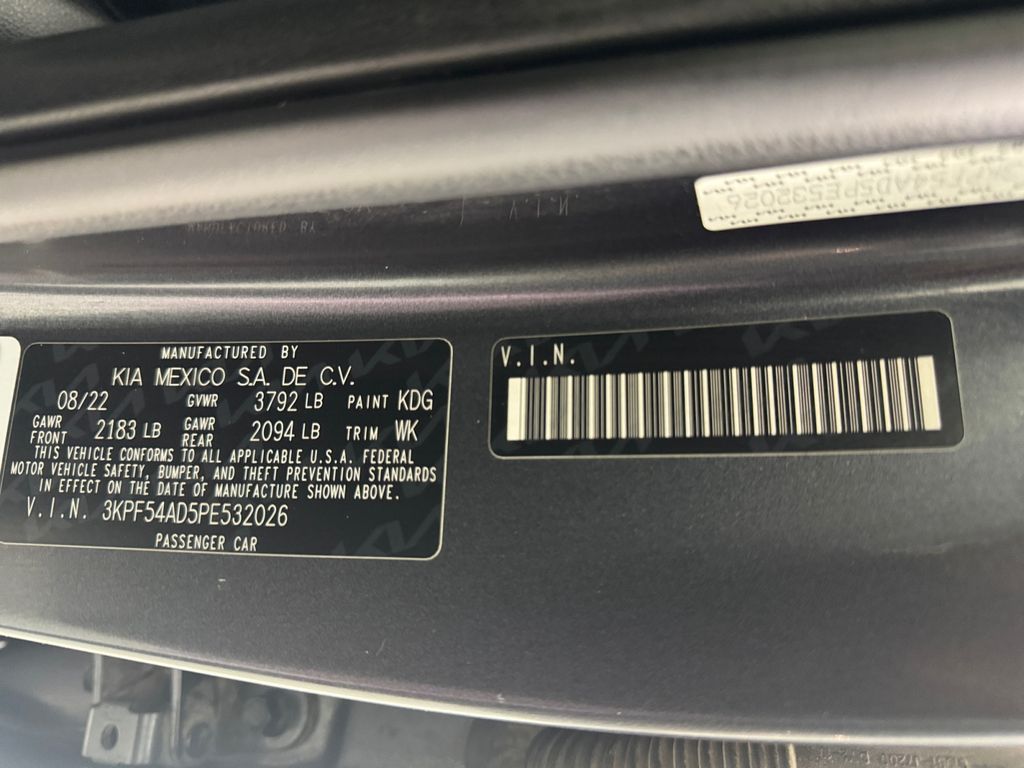 54AD5PE532026
MANUFACTURED BY
KIA MEXICO S.A. DE C.V.
08/22 GVWR 3792 LB PAINT KDG
GAWR FRONT 2183 LB GAWR REAR 2094 LB TRIM WK
THIS VEHICLE CONFORMS TO ALL APPLICABLE U.S.A. FEDERAL
MOTOR VEHICLE SAFETY, BUMPER, AND THEFT PREVENTION STANDARDS
IN EFFECT ON THE DATE OF MANUFACTURE SHOWN ABOVE.
V.I.N. 3KPF54AD5PE532026
PASSENGER CAR
V.I.N.